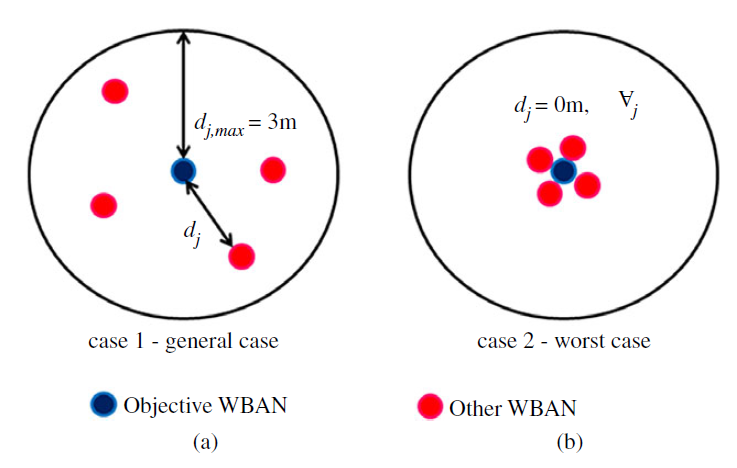 d_{j,max} = 3m
d_j
case 1 - general case
d_j = 0m, ∀_j
case 2 - worst case
Objective WBAN
Other WBAN
(a)
(b)